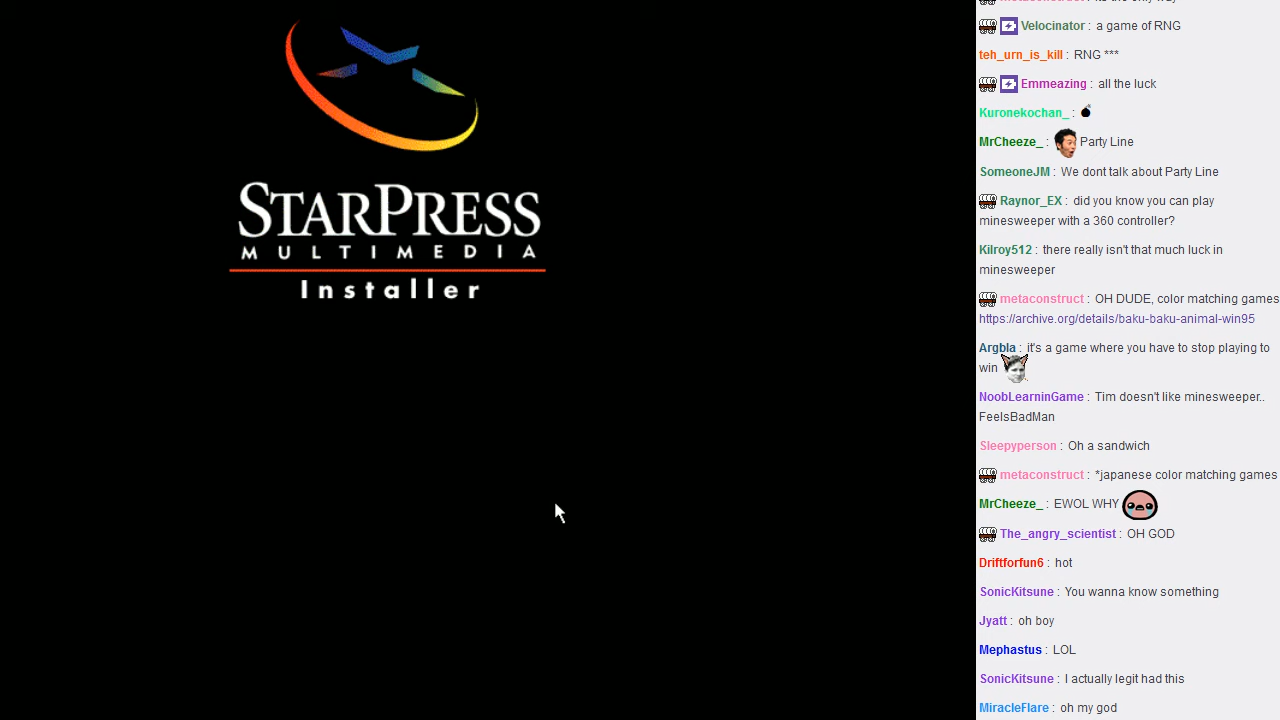 STARPRESS
MULTIMEDIA
Installer
Velocinator : a game of RNG
teh_urn_is_kill : RNG ***
Emmeazing : all the luck
Kuronekochan_ :
MrCheeze_ : Party Line
SomeoneJM : We dont talk about Party Line
Raynor_EX : did you know you can play
minesweeper with a 360 controller?
Kilroy512 : there really isn't that much luck in
minesweeper
metaconstruct : OH DUDE, color matching games
https://archive.org/details/baku-baku-animal-win95
Argbla : it's a game where you have to stop playing to
win
NoobLearninGame : Tim doesn't like minesweeper..
FeelsBadMan
Sleepyperson : Oh a sandwich
metaconstruct : *japanese color matching games
MrCheeze_ : EWOL WHY
The_angry_scientist : OH GOD
Driftforfun6 : hot
SonicKitsune : You wanna know something
Jyatt : oh boy
Mephastus : LOL
SonicKitsune : I actually legit had this
MiracleFlare : oh my god